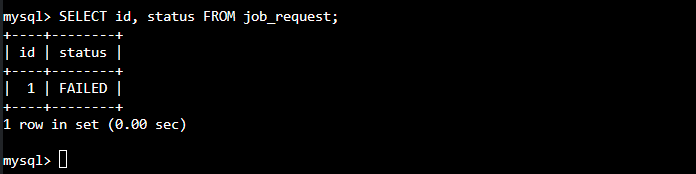 mysql> SELECT id, status FROM job_request;
+----+--------+
| id | status |
+----+--------+
|  1 | FAILED |
+----+--------+
1 row in set (0.00 sec)
mysql>